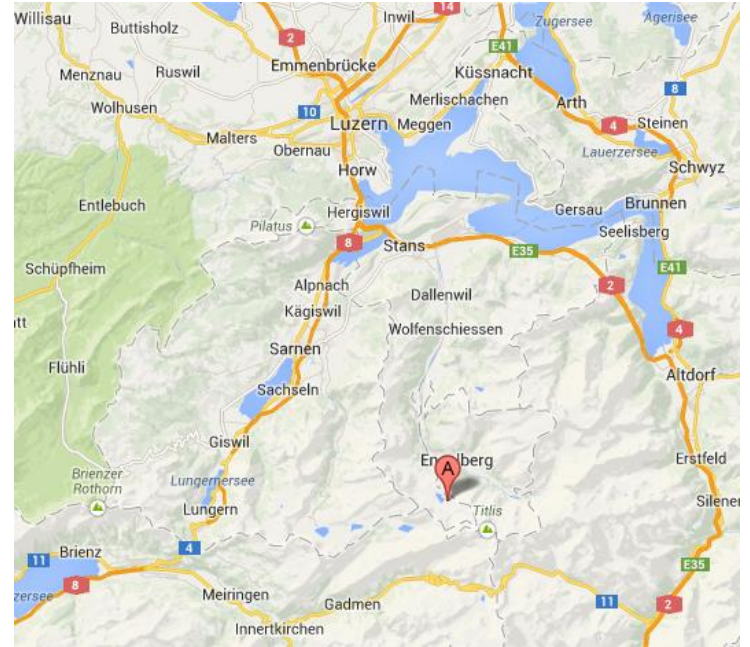 Willisau
Buttisholz
Inwil
14
Zugersee
Ägerisee
2
E41
Emmenbrücke
Küssnacht
Menznau
Ruswil
8
Wolhusen
10
Merlischachen
Arth
Luzern
Meggen
4
Steinen
Malters
Obernau
Lauerzersee
Horw
Schwyz
Entlebuch
Hergiswil
Gersau
Brunnen
Pilatus
8
Stans
Seelisberg
E35
Schüpfheim
E41
Alpnach
Dallenwil
2
Kägiswil
att
Wolfenschiessen
4
Sarnen
Flühli
Sachseln
Altdorf
Giswil
A
Erstfeld
Brienzer
Rothorn
Lungernersee
Lungern
Titlis
Silenen
4
11
Brienz
E35
8
zersee
Meiringen
Gadmen
11
2
Innertkirchen